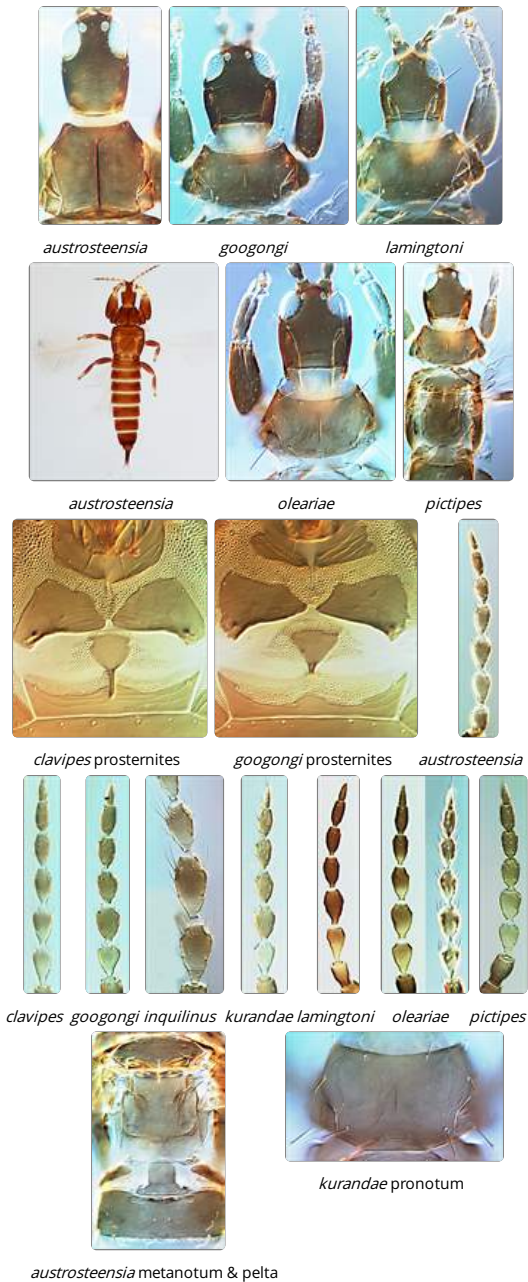 austrosteensia googongi lamingtoni
austrosteensia oleariae pictipes
clavipes prosternites googongi prosternites austrosteensia
clavipes googongi inquilinus kurandae lamingtoni oleariae pictipes
kurandae pronotum
austrosteensia metanotum & pelta